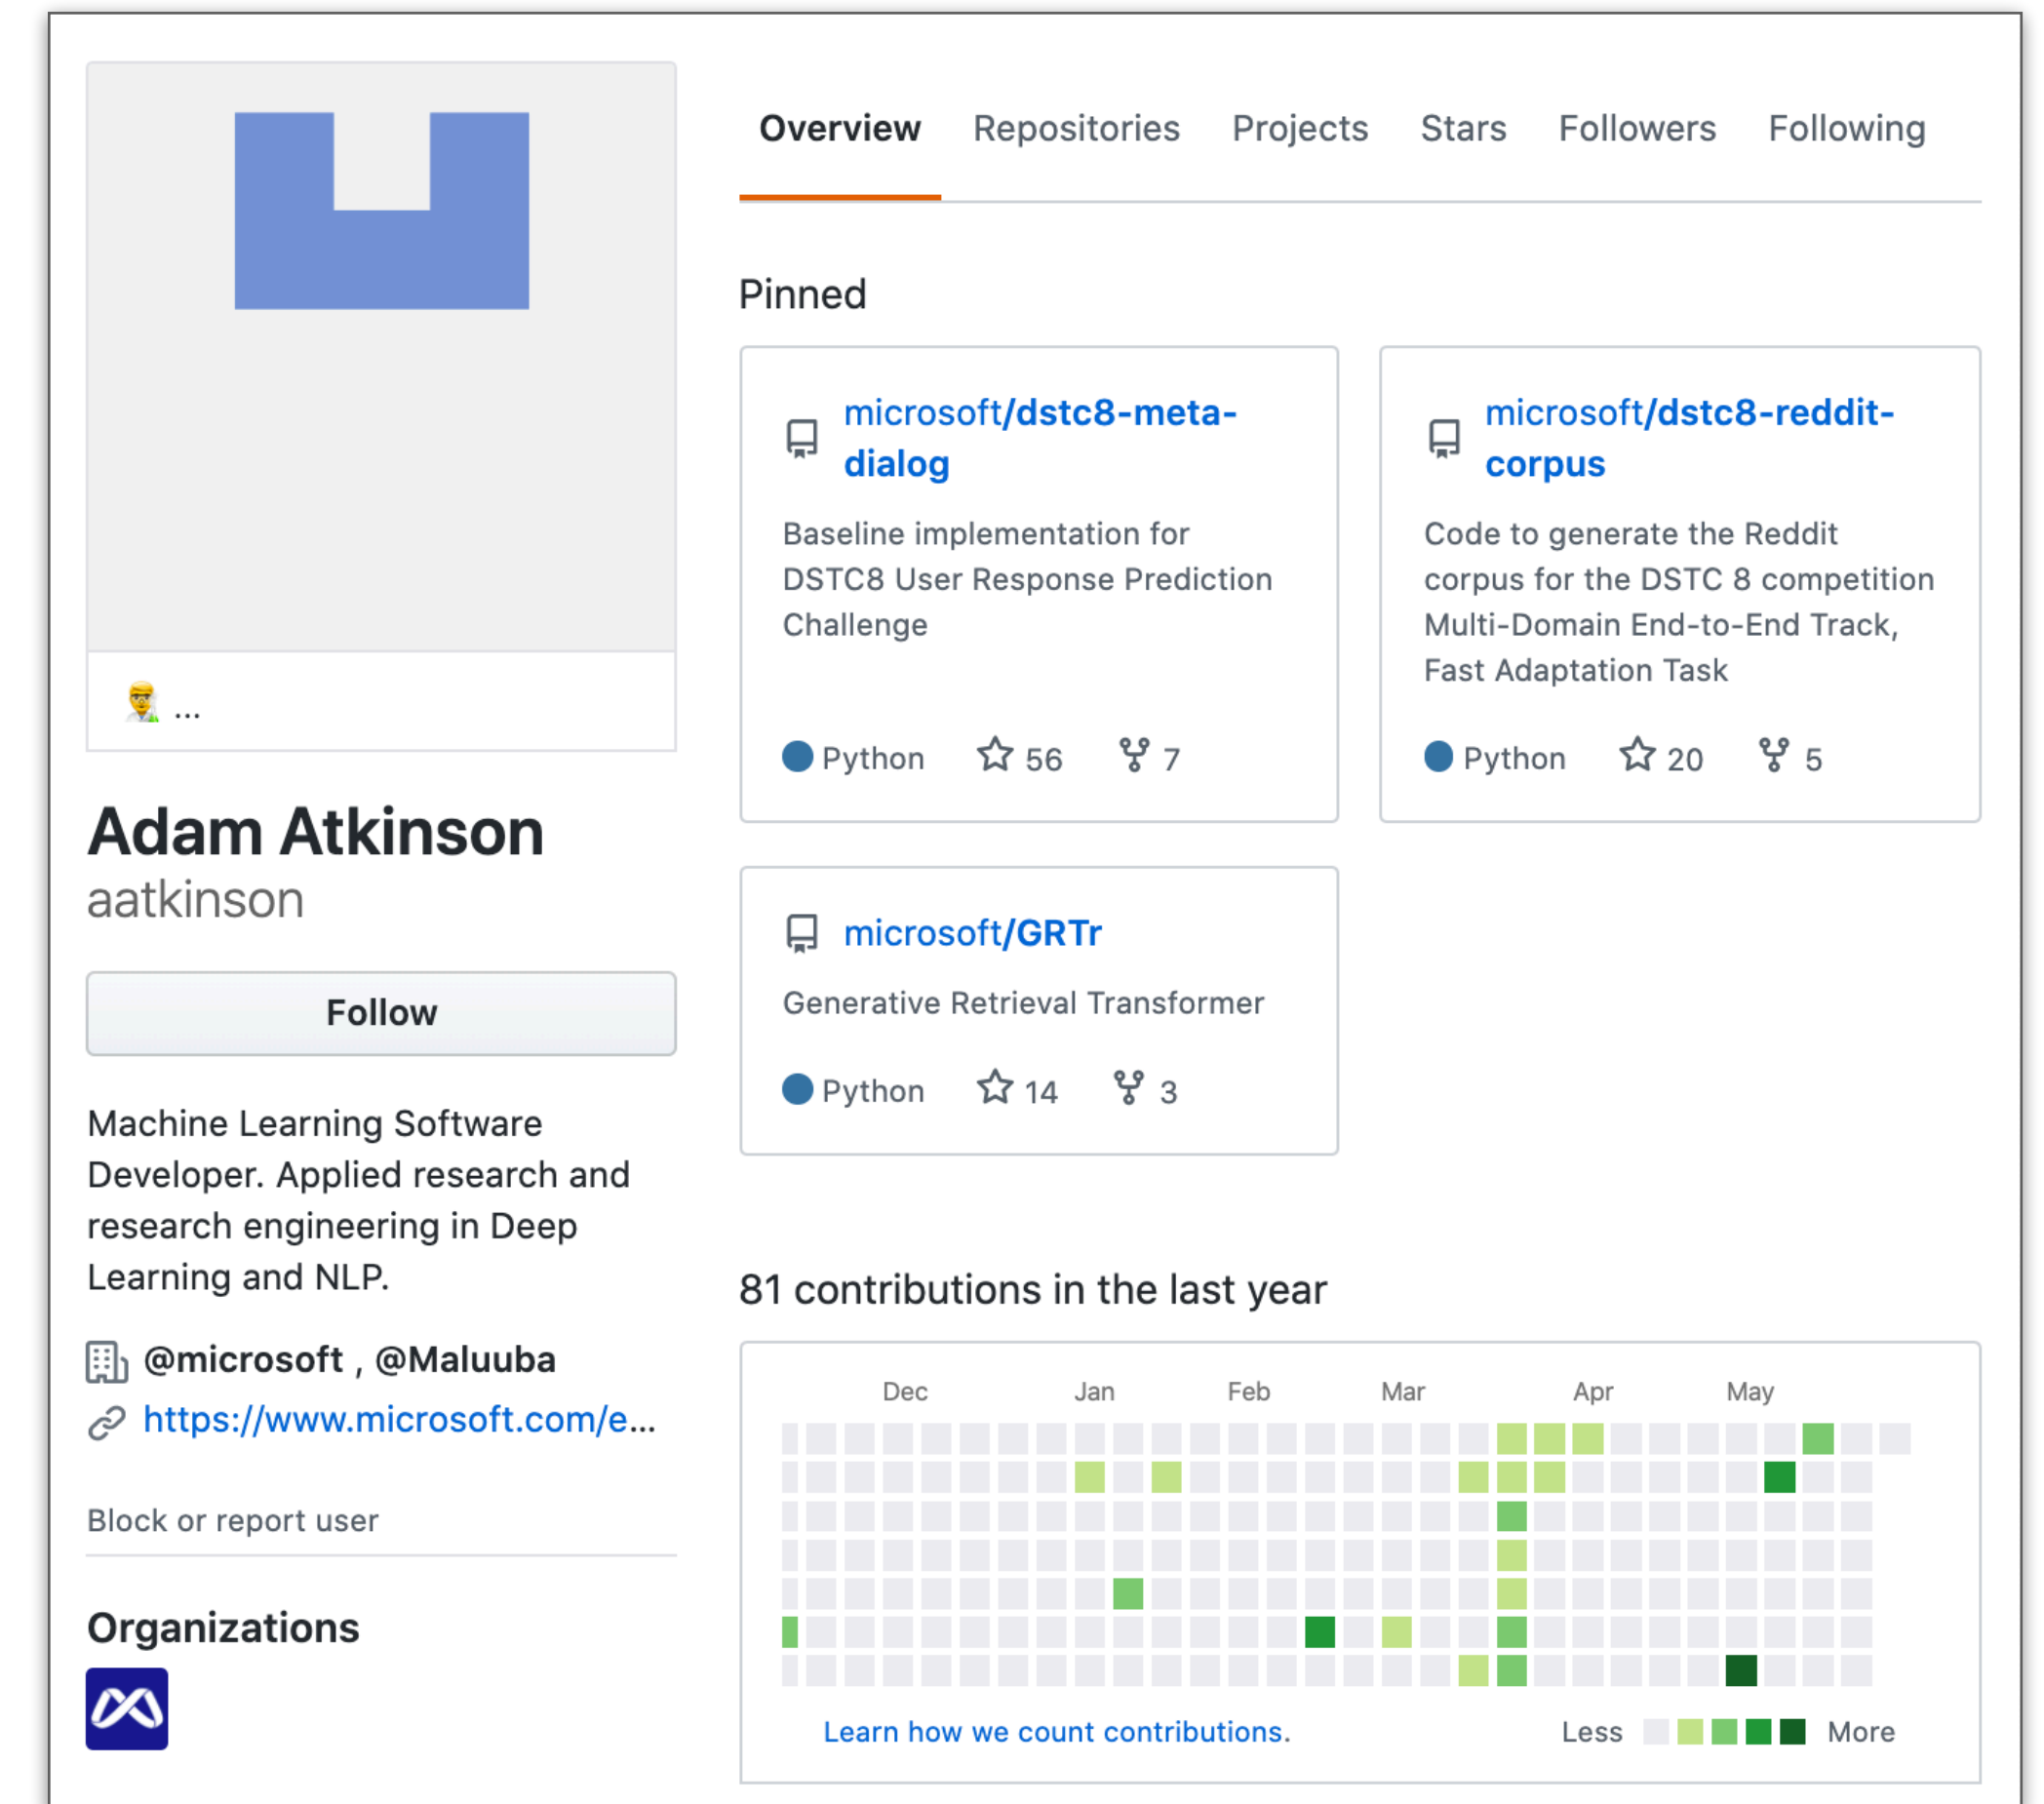 Overview Repositories Projects Stars Followers Following
...
Adam Atkinson
aatkinson
Follow
Machine Learning Software
Developer. Applied research and
research engineering in Deep
Learning and NLP.
@microsoft , @Maluuba
https://www.microsoft.com/e...
Block or report user
Organizations
Pinned
microsoft/dstc8-meta-
dialog
Baseline implementation for
DSTC8 User Response Prediction
Challenge
Python 56 7
microsoft/dstc8-reddit-
corpus
Code to generate the Reddit
corpus for the DSTC 8 competition
Multi-Domain End-to-End Track,
Fast Adaptation Task
Python 20 5
microsoft/GRTr
Generative Retrieval Transformer
Python 14 3
81 contributions in the last year
Dec Jan Feb Mar Apr May
Learn how we count contributions.
Less More